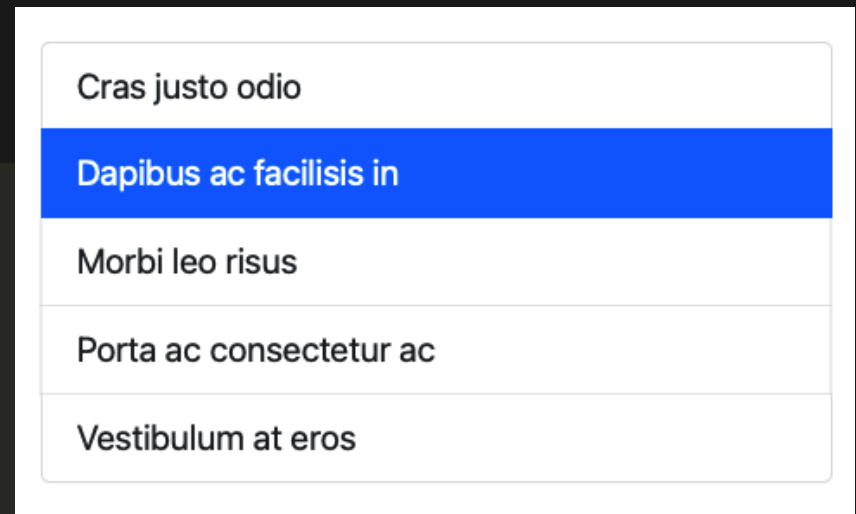 Cras justo odio
Dapibus ac facilisis in
Morbi leo risus
Porta ac consectetur ac
Vestibulum at eros